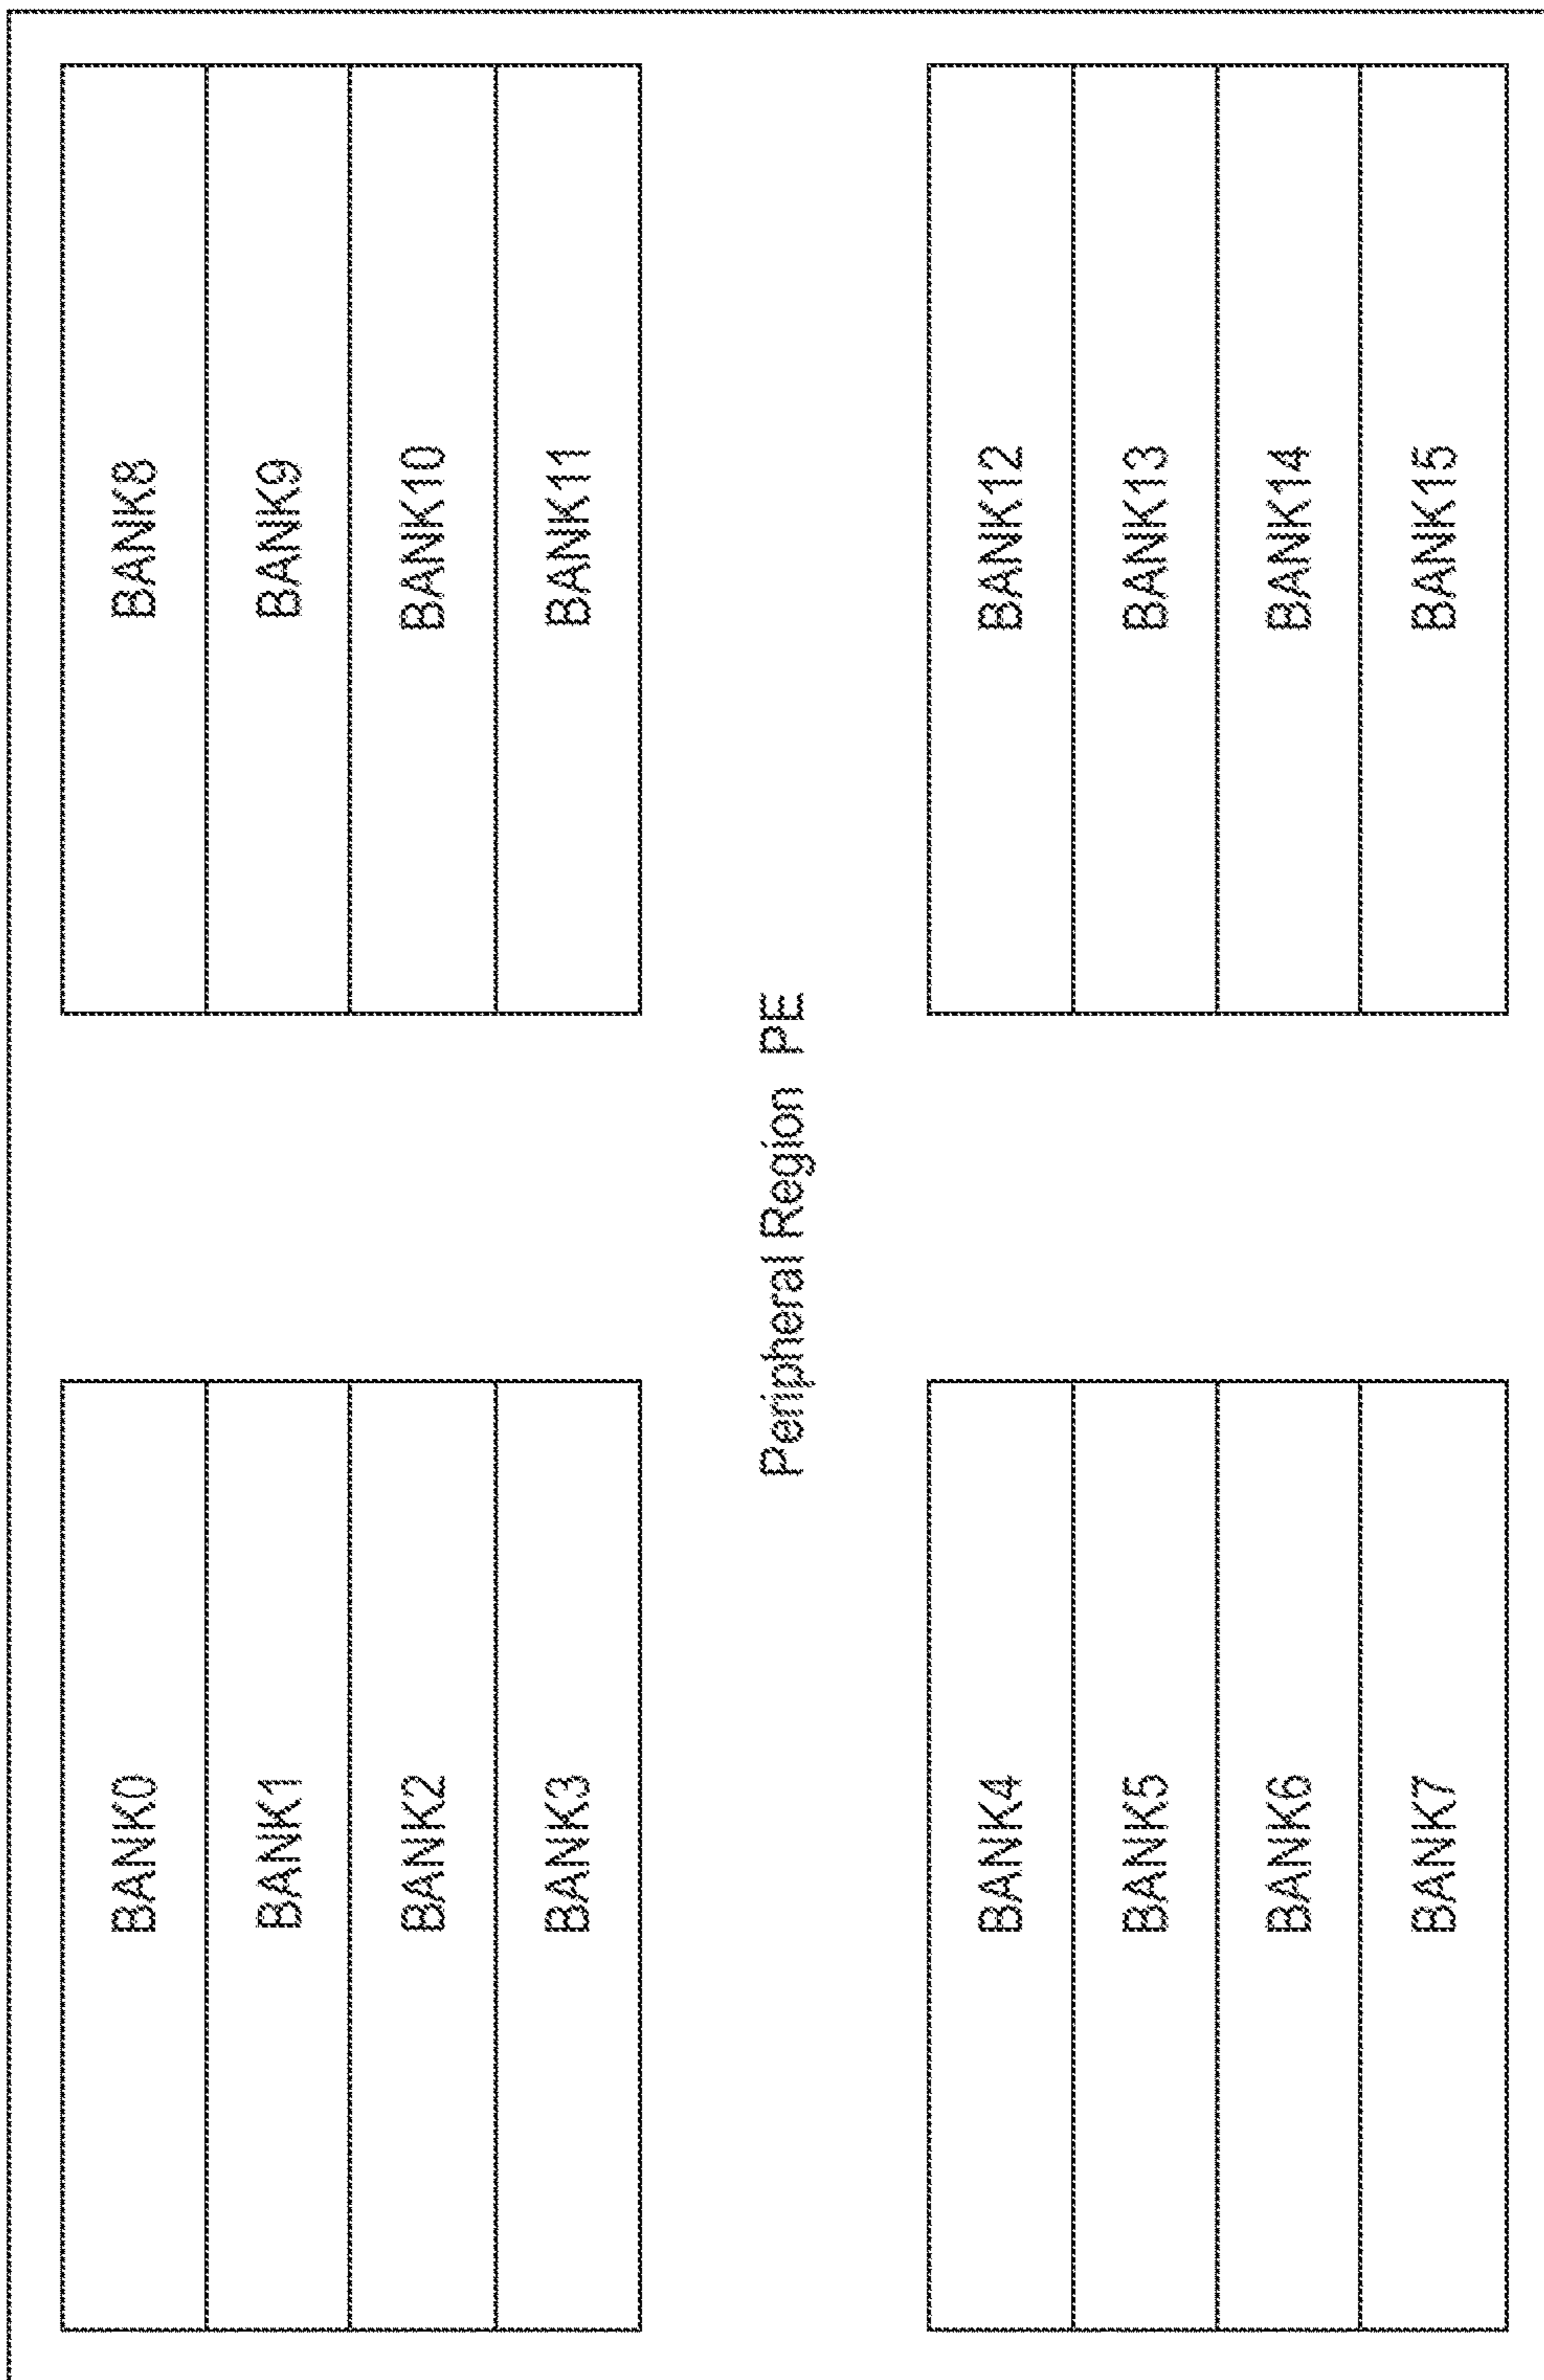 BANK0
BANK1
BANK2
BANK3
BANK8
BANK9
BANK10
BANK11
Peripheral Region PE
BANK4
BANK5
BANK6
BANK7
BANK12
BANK13
BANK14
BANK15